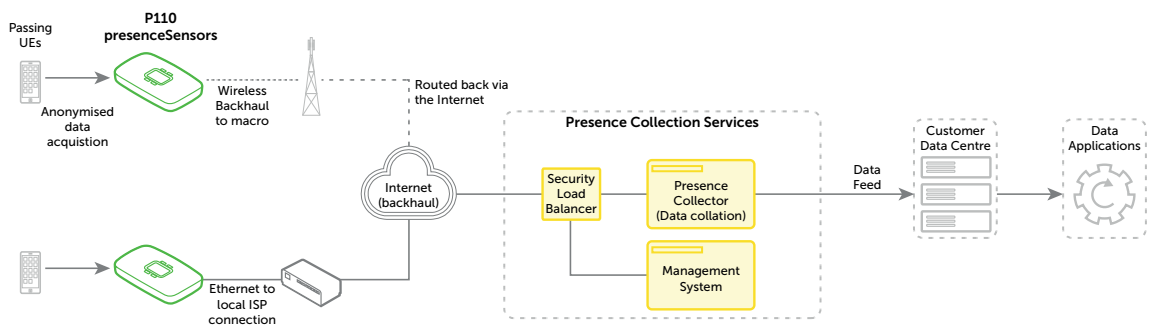 Passing
UEs
P110
presenceSensors
Anonymised
data
acquistion
Wireless
Backhaul
to macro
Routed back via
the Internet
Internet
(backhaul)
Ethernet to
local ISP
connection
Presence Collection Services
Security
Load
Balancer
Presence
Collector
(Data collation)
Management
System
Data
Feed
Customer
Data Centre
Data
Applications